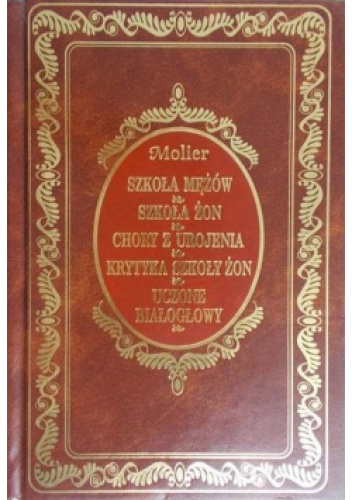 Molier
SZKOŁA MĘŻÓW
SZKOŁA ŻON
CHORY Z UROJENIA
KRYTYKA SZKOŁY ŻON
UCZONE
BIAŁOGŁOWY